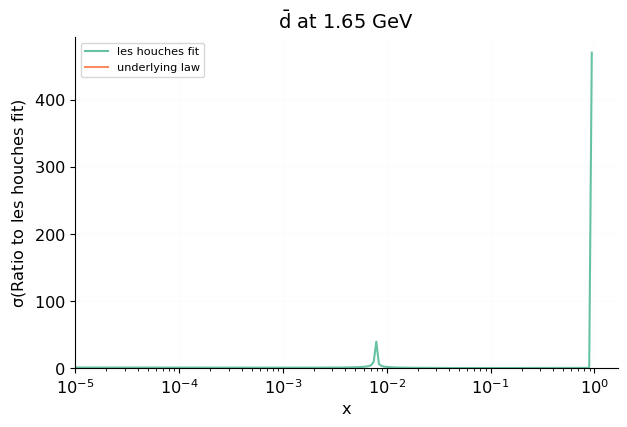 d̄ at 1.65 GeV
les houches fit
underlying law
σ(Ratio to les houches fit)
400
300
200
100
0
10⁻⁵ 10⁻⁴ 10⁻³ 10⁻² 10⁻¹ 10⁰
x